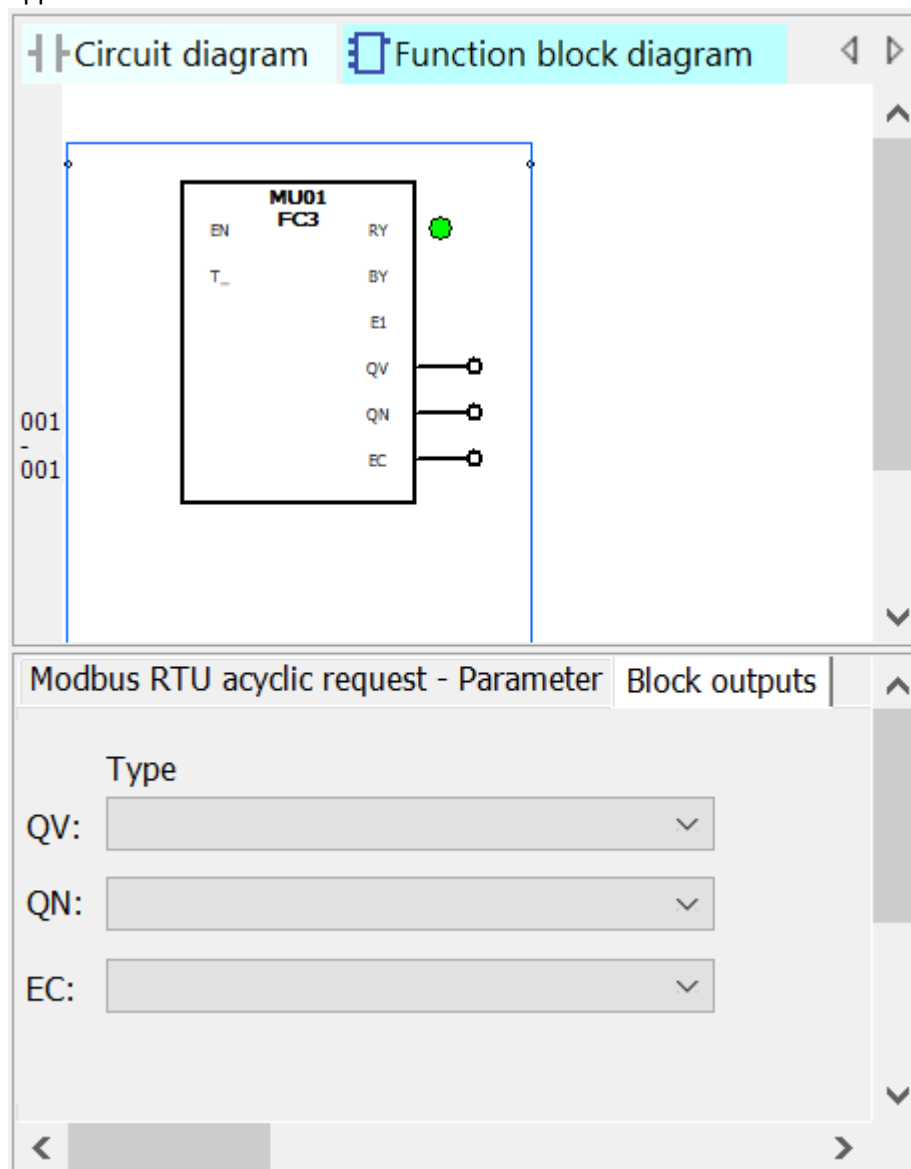 Circuit diagram
Function block diagram
MU01
FC3
EN
RY
T_
BY
E1
QV
QN
EC
001
-
001
Modbus RTU acyclic request - Parameter
Block outputs
Type
QV:
QN:
EC: